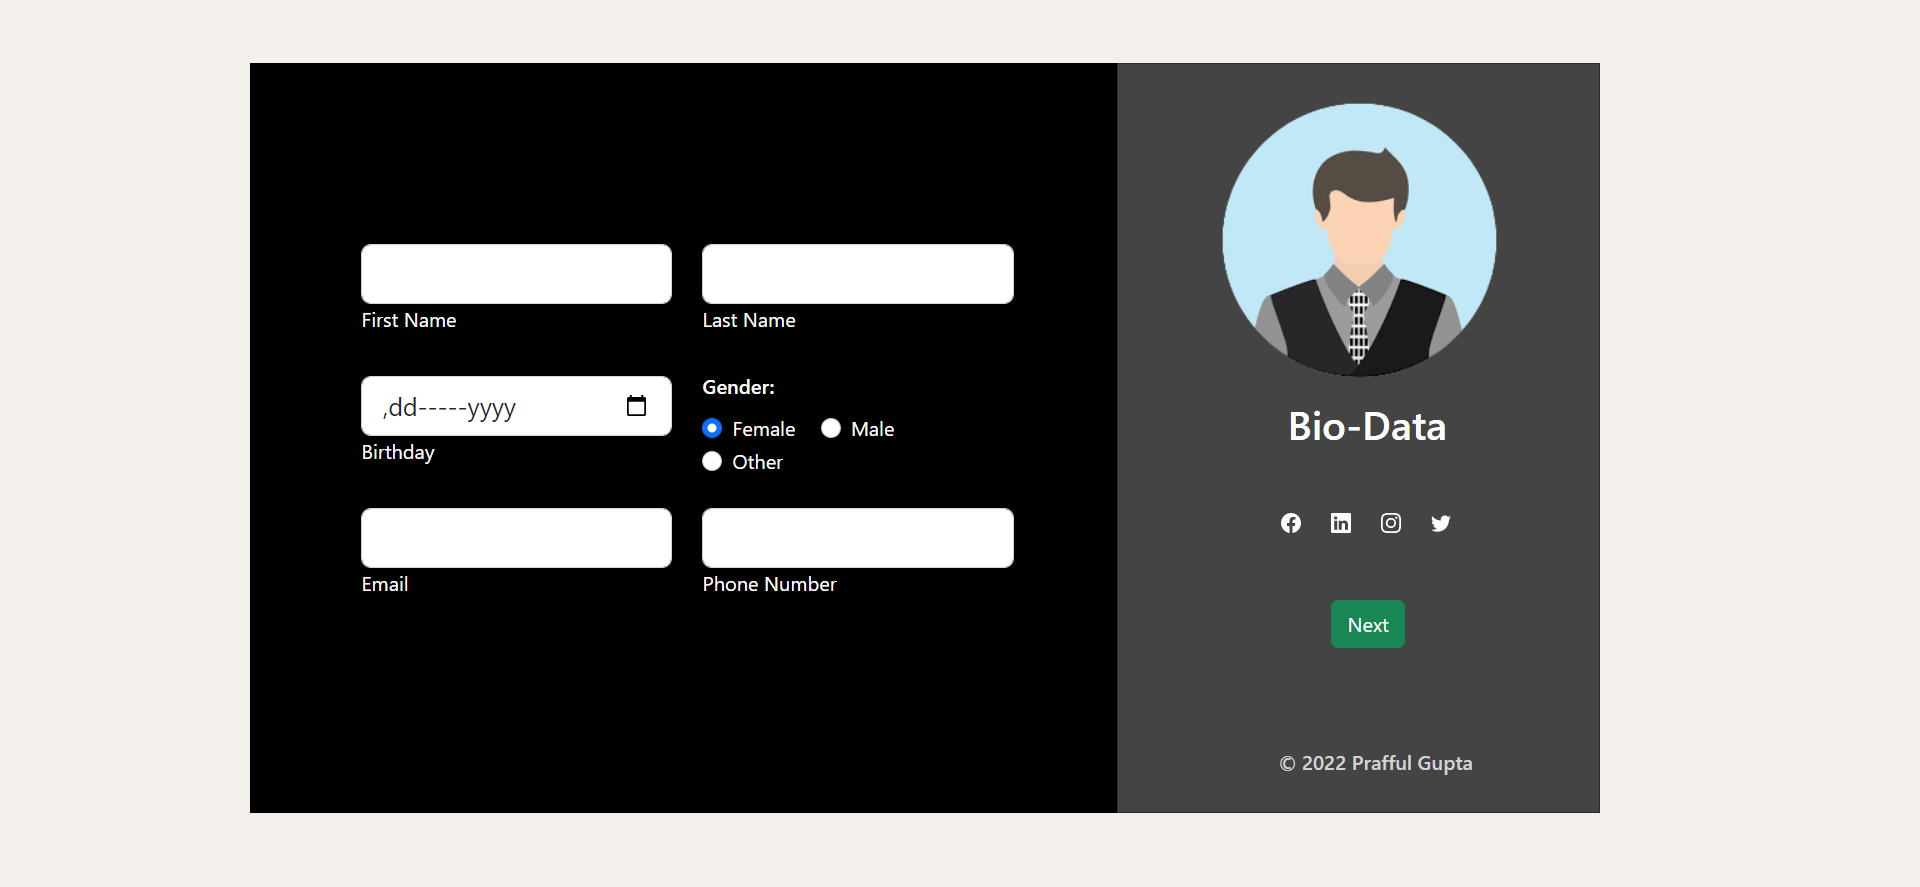 First Name
Last Name
,dd-----yyyy
Birthday
Gender:
Female
Male
Other
Email
Phone Number
Bio-Data
Next
© 2022 Prafful Gupta